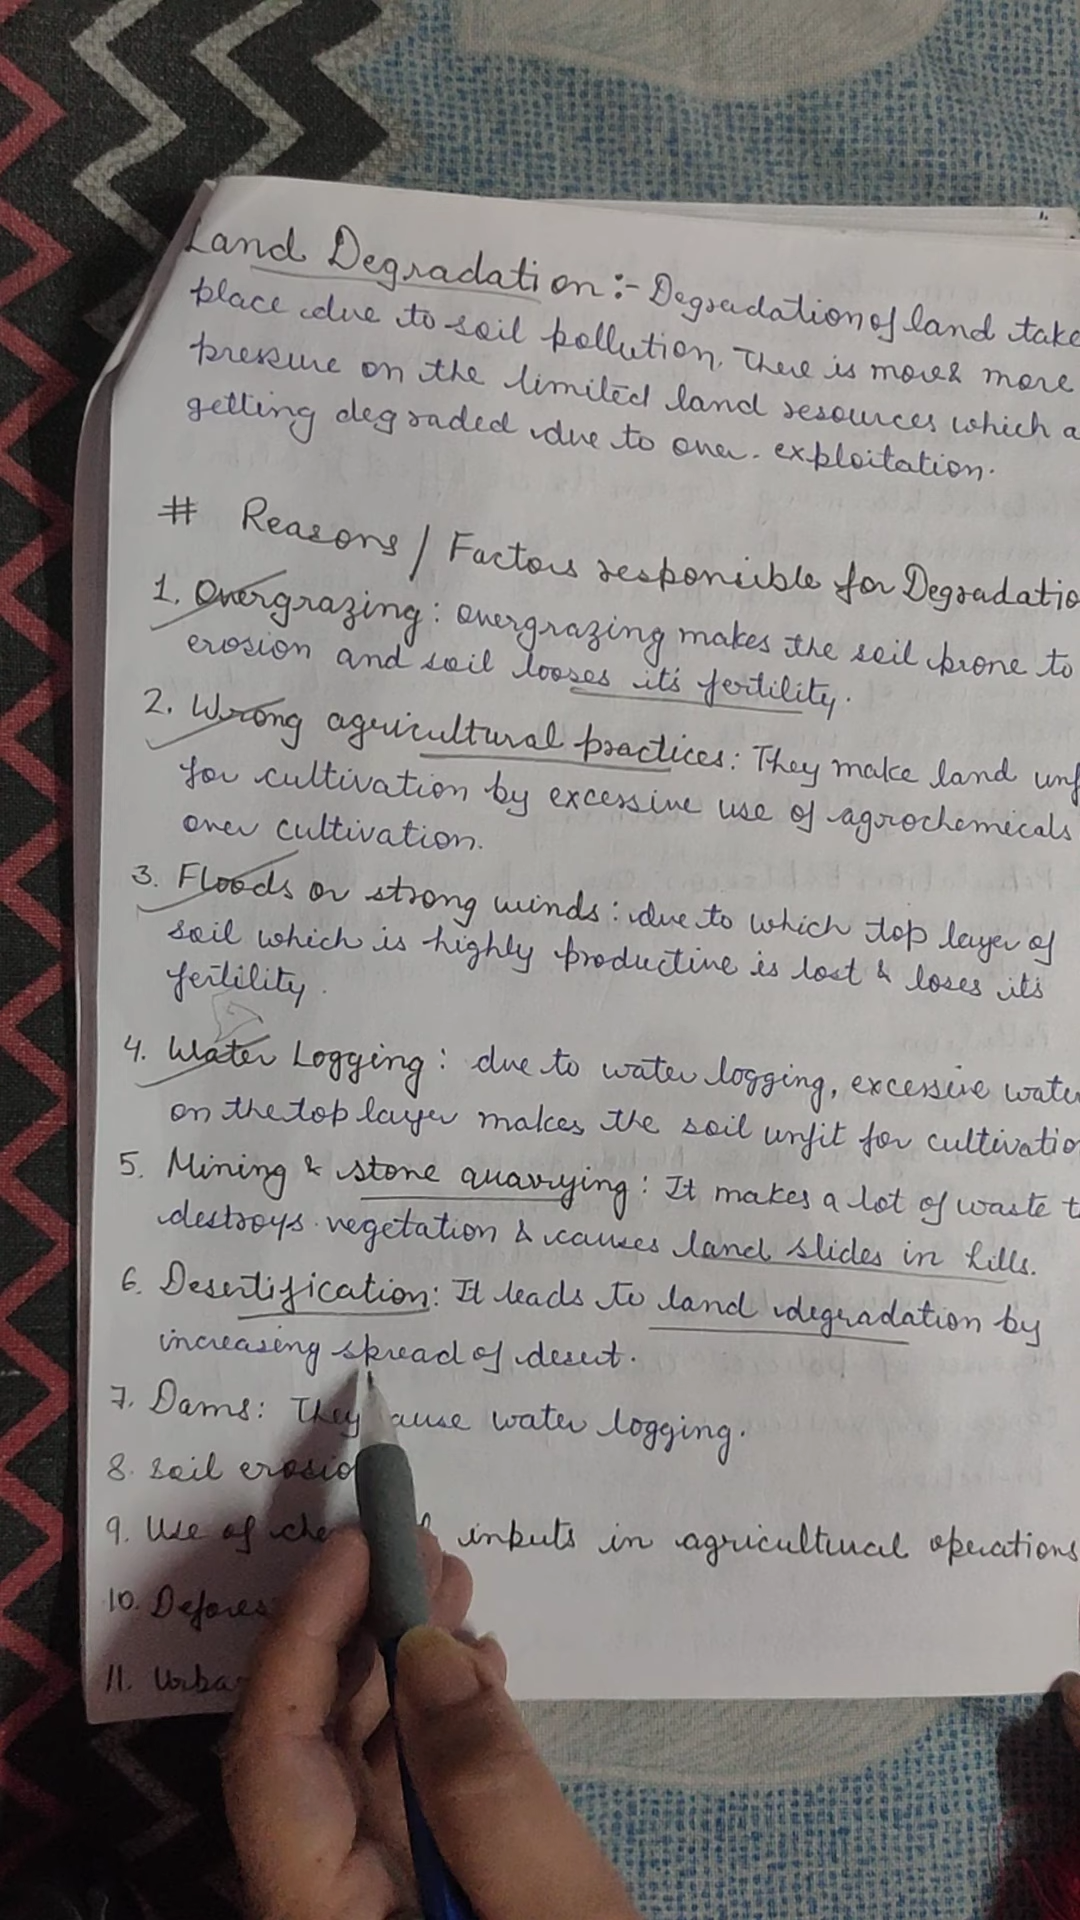 Land Degradation :- Degradation of land take
place due to soil pollution. There is more & more
pressure on the limited land resources which a
getting degraded due to over. exploitation.
# Reasons / Factors responsible for Degradatio
1. Overgrazing : overgrazing makes the soil prone to
erosion and soil looses it's fertility.
2. Wrong agricultural practices : They make land unf
for cultivation by excessive use of agrochemicals
over cultivation.
3. Floods or strong winds : due to which top layer of
soil which is highly productive is lost & loses it's
fertility.
4. Water Logging : due to water logging, excessive wate
on the top layer makes the soil unfit for cultivatio
5. Mining & stone quarrying : It makes a lot of waste t
destroys vegetation & causes land slides in hills.
6. Desertification : It leads to land degradation by
increasing spread of desert.
7. Dams : They ause water logging.
8. Soil erosio
9. Use of che inputs in agricultural operations
10. Defores
11. Urba